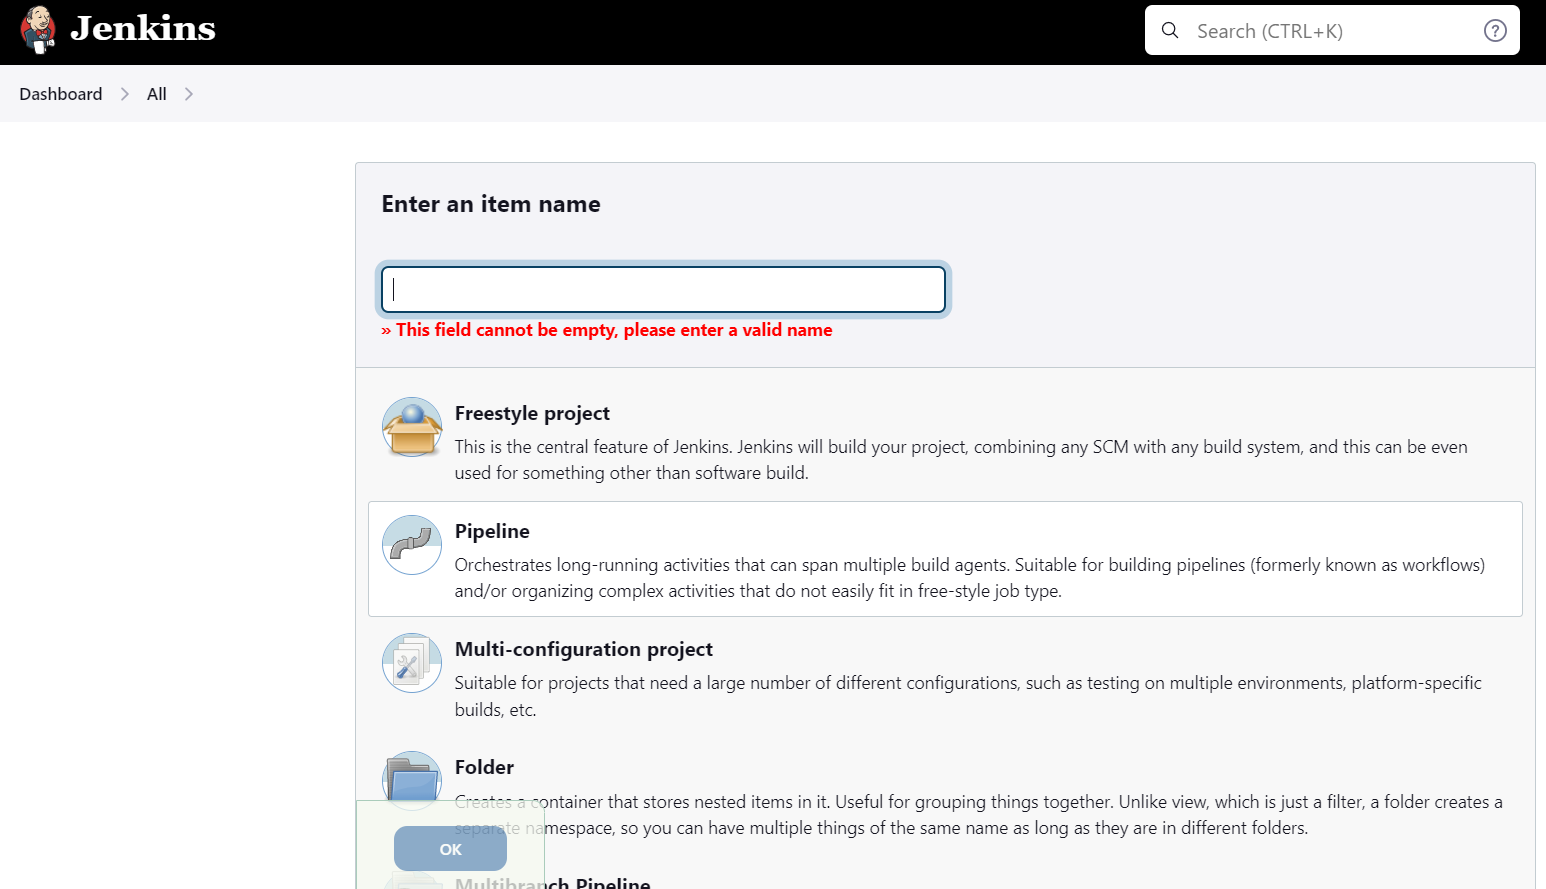 Jenkins
Search (CTRL+K)
Dashboard
All
Enter an item name
» This field cannot be empty, please enter a valid name
Freestyle project
This is the central feature of Jenkins. Jenkins will build your project, combining any SCM with any build system, and this can be even
used for something other than software build.
Pipeline
Orchestrates long-running activities that can span multiple build agents. Suitable for building pipelines (formerly known as workflows)
and/or organizing complex activities that do not easily fit in free-style job type.
Multi-configuration project
Suitable for projects that need a large number of different configurations, such as testing on multiple environments, platform-specific
builds, etc.
Folder
Creates a container that stores nested items in it. Useful for grouping things together. Unlike view, which is just a filter, a folder creates a
separate namespace, so you can have multiple things of the same name as long as they are in different folders.
OK
Multibranch Pipeline